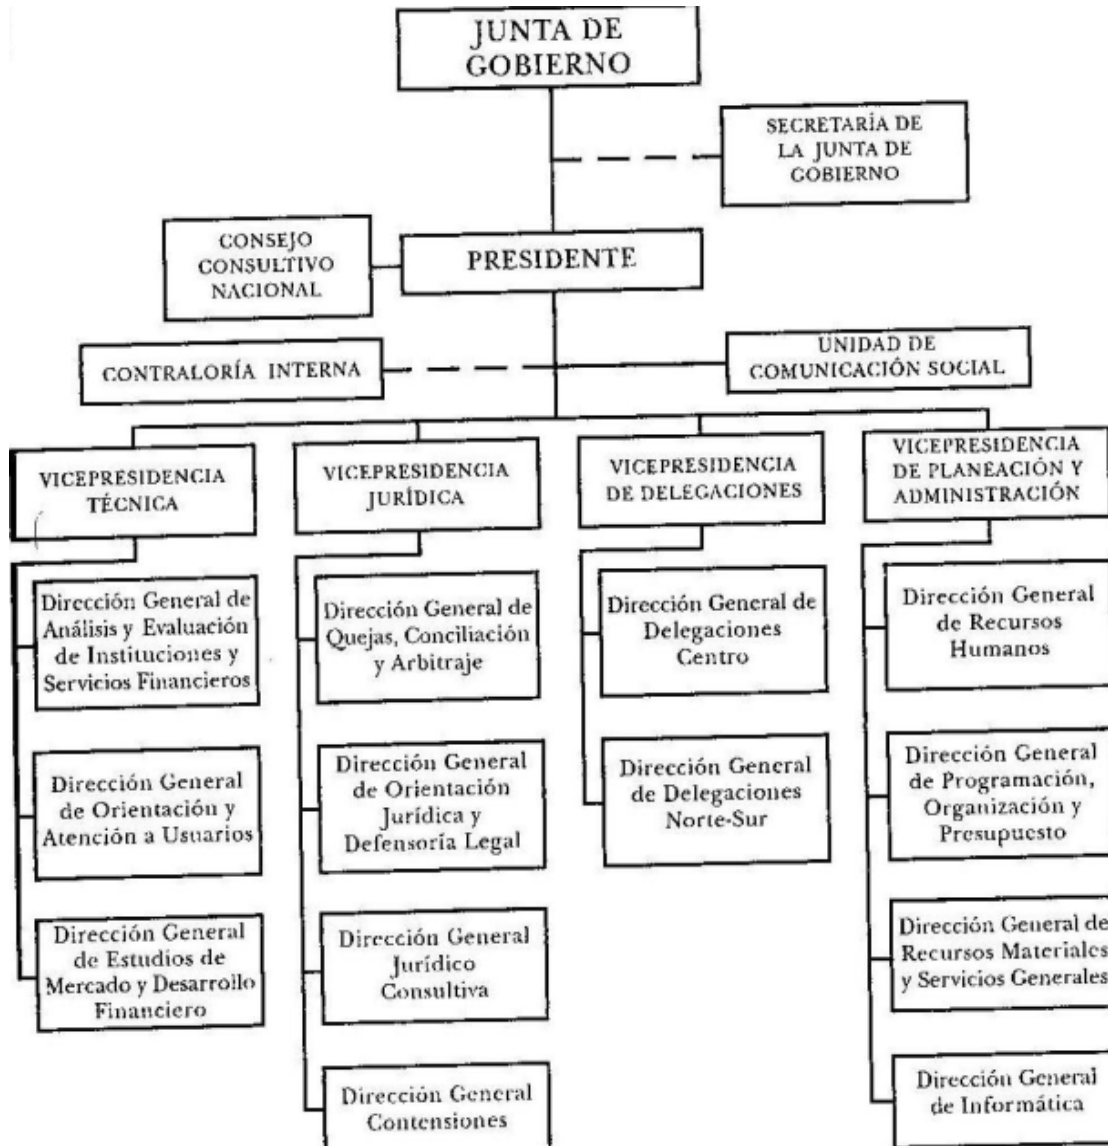 JUNTA DE
GOBIERNO
SECRETARÍA DE
LA JUNTA DE
GOBIERNO
CONSEJO
CONSULTIVO
NACIONAL
PRESIDENTE
CONTRALORÍA INTERNA
UNIDAD DE
COMUNICACIÓN SOCIAL
VICEPRESIDENCIA
TÉCNICA
VICEPRESIDENCIA
JURÍDICA
VICEPRESIDENCIA
DE DELEGACIONES
VICEPRESIDENCIA
DE PLANEACIÓN Y
ADMINISTRACIÓN
Dirección General de
Análisis y Evaluación
de Instituciones y
Servicios Financieros
Dirección General
de Orientación y
Atención a Usuarios
Dirección General
de Estudios de
Mercado y Desarrollo
Financiero
Dirección General de
Quejas, Conciliación
y Arbitraje
Dirección General
de Orientación
Jurídica y
Defensoría Legal
Dirección General
Jurídico
Consultiva
Dirección General
Contensiones
Dirección General de
Delegaciones
Centro
Dirección General
de Delegaciones
Norte-Sur
Dirección General
de Recursos
Humanos
Dirección General
de Programación,
Organización y
Presupuesto
Dirección General de
Recursos Materiales
y Servicios Generales
Dirección General
de Informática